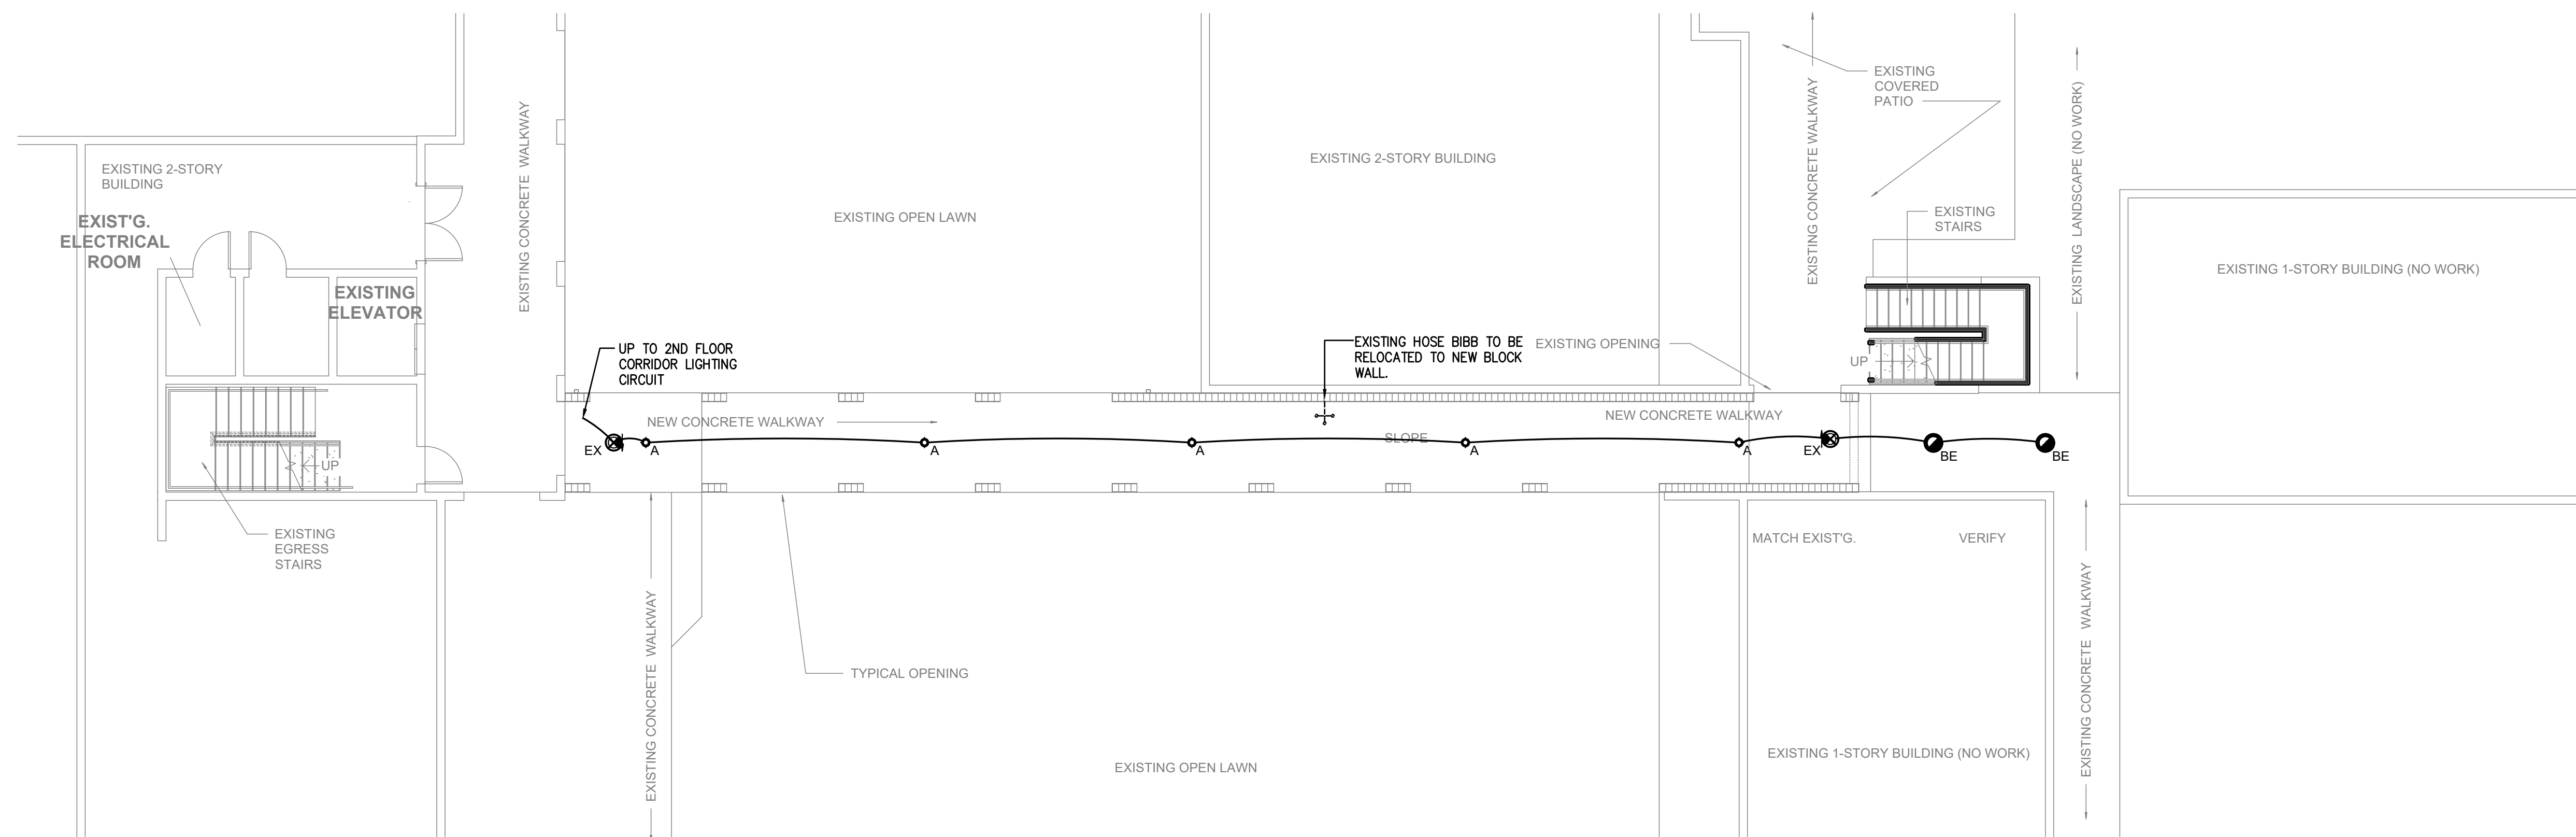 EXISTING
COVERED
PATIO
EXISTING CONCRETE WALKWAY
EXISTING CONCRETE WALKWAY
EXISTING LANDSCAPE (NO WORK)
EXISTING 2-STORY
BUILDING
EXISTING 2-STORY BUILDING
EXIST'G.
ELECTRICAL
ROOM
EXISTING OPEN LAWN
EXISTING
STAIRS
EXISTING 1-STORY BUILDING (NO WORK)
EXISTING
ELEVATOR
UP TO 2ND FLOOR
CORRIDOR LIGHTING
CIRCUIT
EXISTING HOSE BIBB TO BE
RELOCATED TO NEW BLOCK
WALL.
EXISTING OPENING
UP
NEW CONCRETE WALKWAY
NEW CONCRETE WALKWAY
SLOPE
EX
A
A
A
A
A
EX
BE
BE
UP
EXISTING
EGRESS
STAIRS
MATCH EXIST'G.
VERIFY
EXISTING CONCRETE WALKWAY
EXISTING CONCRETE WALKWAY
TYPICAL OPENING
EXISTING OPEN LAWN
EXISTING 1-STORY BUILDING (NO WORK)